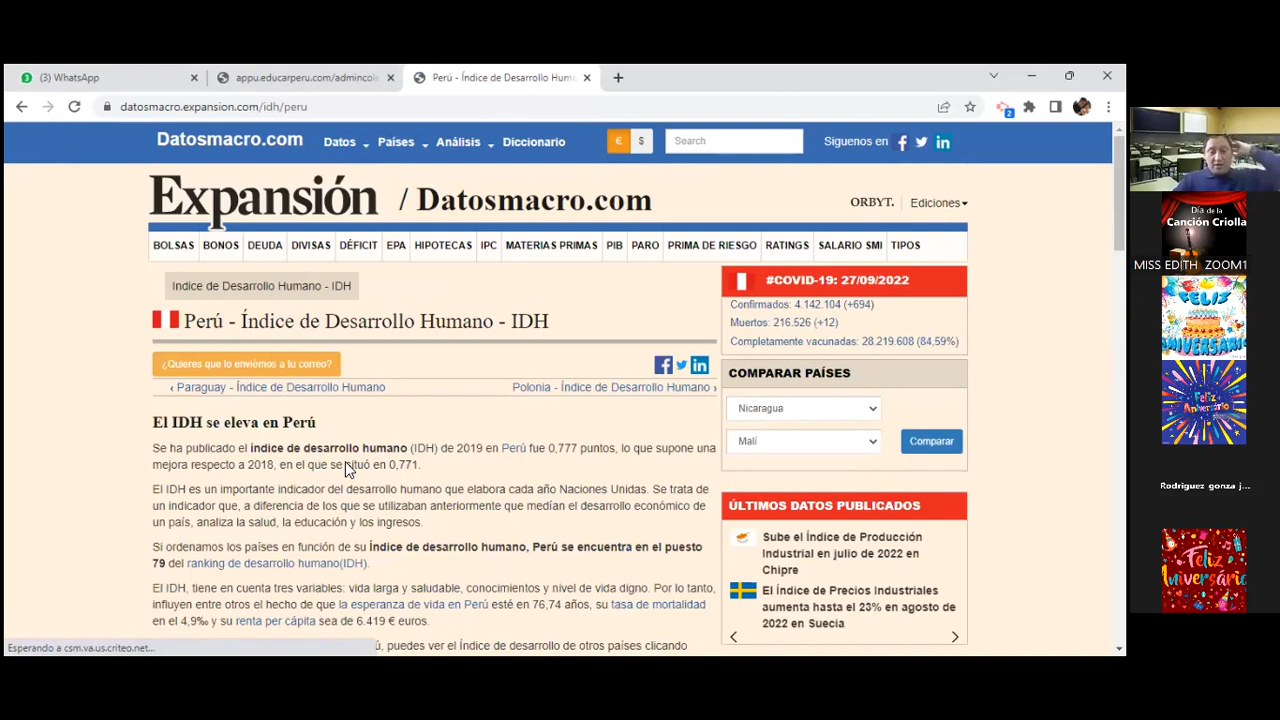 (3) WhatsApp
appu.educarperu.com/admincole
Perú - Índice de Desarrollo Huma
datosmacro.expansion.com/idh/peru
2
Datosmacro.com
Datos
Países
Análisis
Diccionario
€ $
Search
Siguenos en
Expansión / Datosmacro.com
ORBYT.
Ediciones
BOLSAS BONOS DEUDA DIVISAS DÉFICIT EPA HIPOTECAS IPC MATERIAS PRIMAS PIB PARO PRIMA DE RIESGO RATINGS SALARIO SMI TIPOS
Indice de Desarrollo Humano - IDH
Perú - Índice de Desarrollo Humano - IDH
¿Quieres que lo enviémos a tu correo?
‹ Paraguay - Índice de Desarrollo Humano
Polonia - Índice de Desarrollo Humano ›
El IDH se eleva en Perú
Se ha publicado el índice de desarrollo humano (IDH) de 2019 en Perú fue 0,777 puntos, lo que supone una
mejora respecto a 2018, en el que se situó en 0,771.
El IDH es un importante indicador del desarrollo humano que elabora cada año Naciones Unidas. Se trata de
un indicador que, a diferencia de los que se utilizaban anteriormente que medían el desarrollo económico de
un país, analiza la salud, la educación y los ingresos.
Si ordenamos los países en función de su Índice de desarrollo humano, Perú se encuentra en el puesto
79 del ranking de desarrollo humano(IDH).
El IDH, tiene en cuenta tres variables: vida larga y saludable, conocimientos y nivel de vida digno. Por lo tanto,
influyen entre otros el hecho de que la esperanza de vida en Perú esté en 76,74 años, su tasa de mortalidad
en el 4,9‰ y su renta per cápita sea de 6.419 € euros.
puedes ver el Índice de desarrollo de otros países clicando
Esperando a csm.va.us.criteo.net...
#COVID-19: 27/09/2022
Confirmados: 4.142.104 (+694)
Muertos: 216.526 (+12)
Completamente vacunadas: 28.219.608 (84,59%)
COMPARAR PAÍSES
Nicaragua
Malí
Comparar
ÚLTIMOS DATOS PUBLICADOS
Sube el Índice de Producción
Industrial en julio de 2022 en
Chipre
El Índice de Precios Industriales
aumenta hasta el 23% en agosto de
2022 en Suecia
Día de la
Canción Criolla
MISS EDITH ZOOM1
FELIZ
ANIVERSARIO
Feliz
Aniversario
Rodriguez gonza j...
Feliz
Aniversario